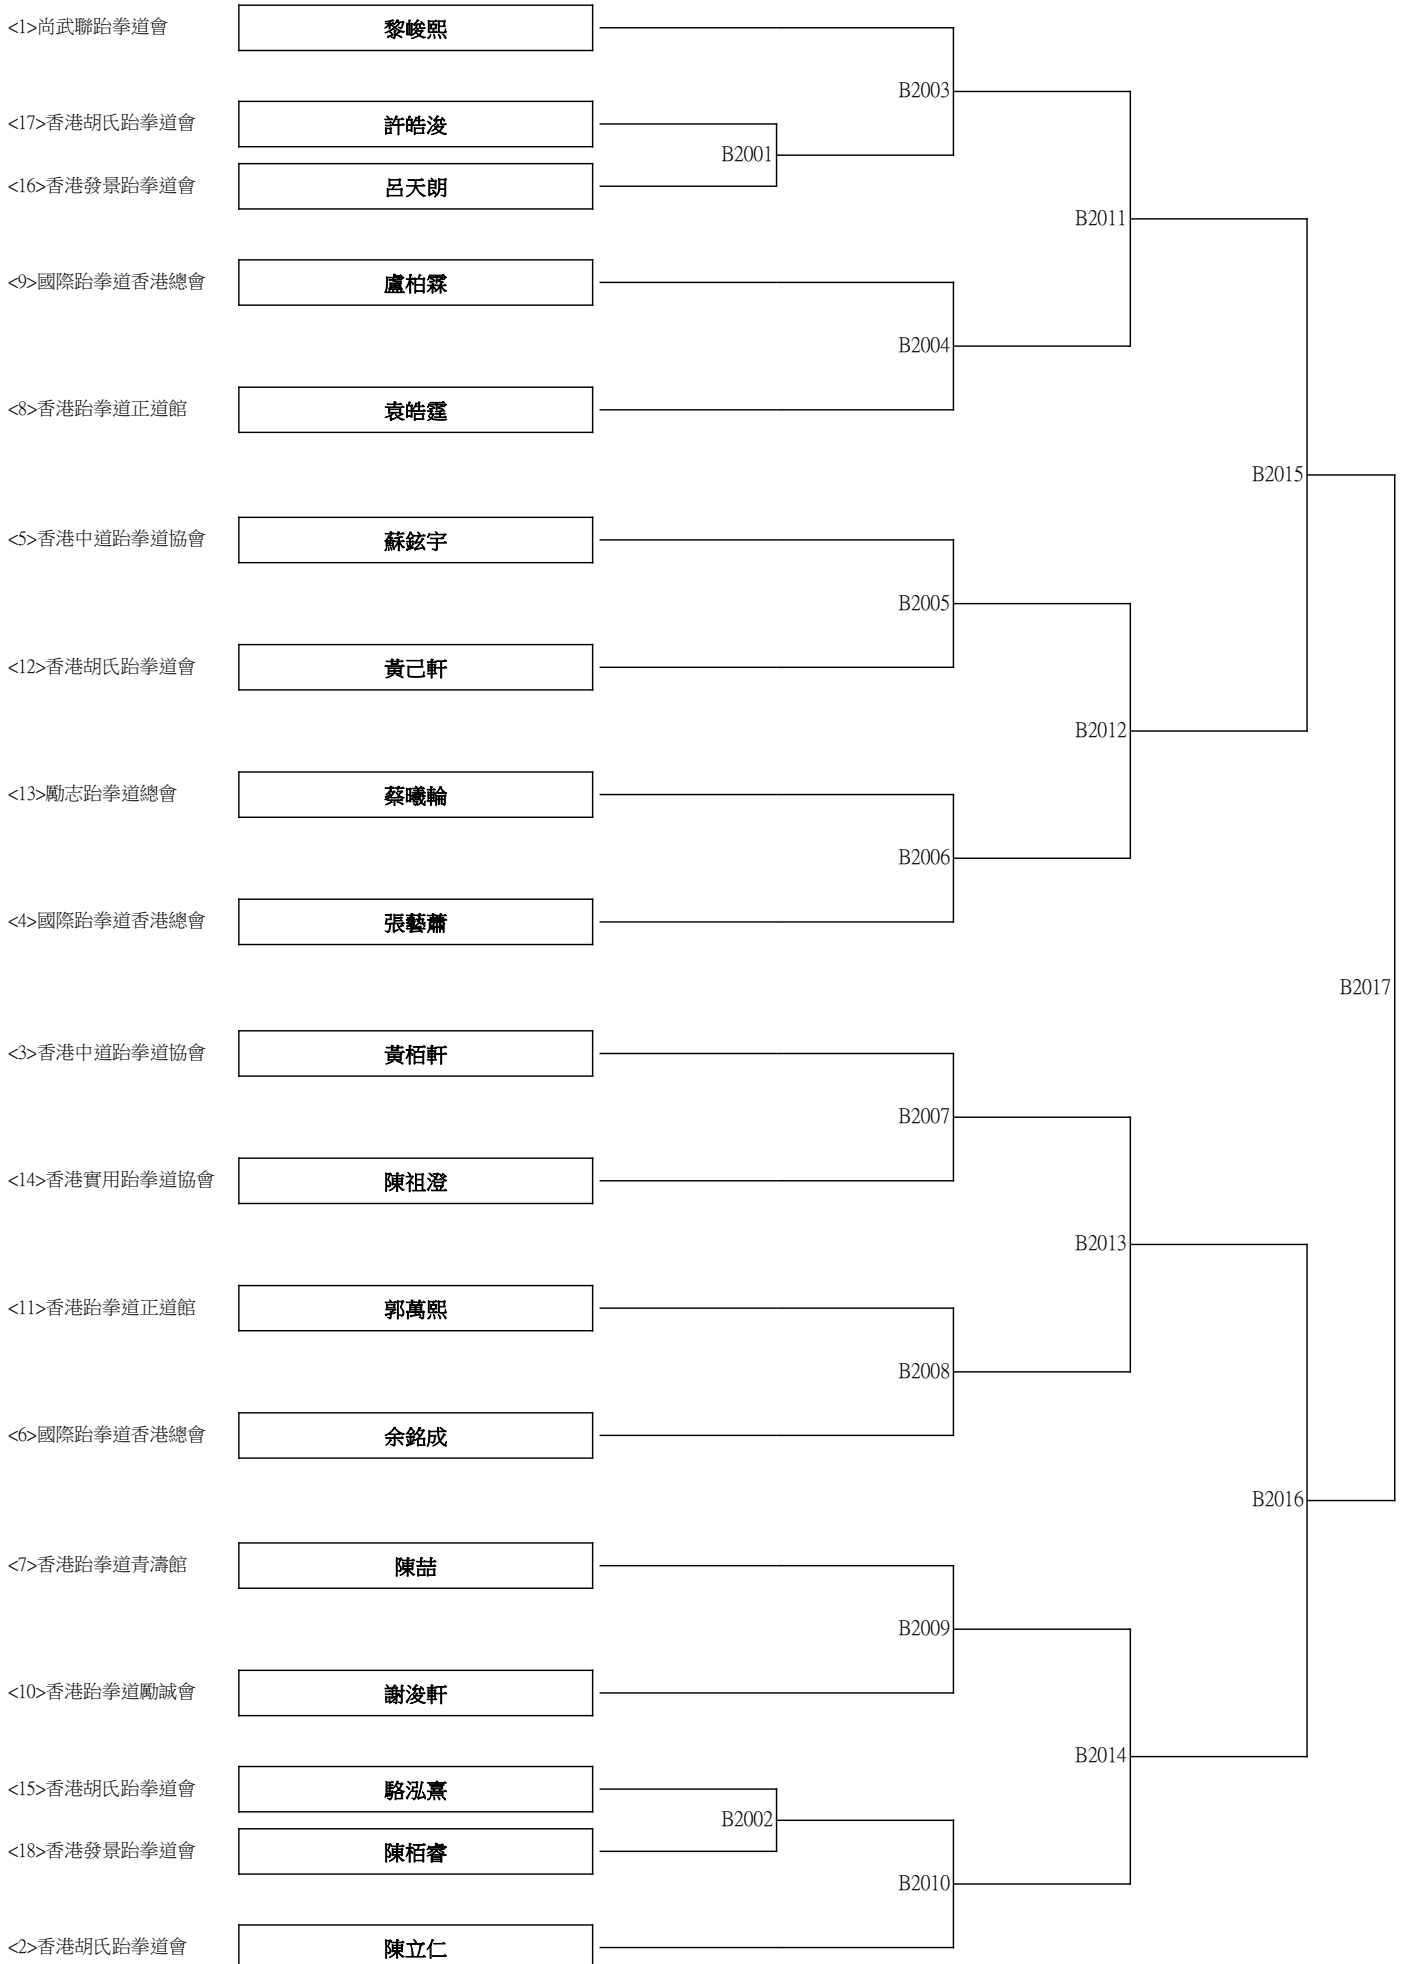 <1>尚武聯跆拳道會 黎峻熙
B2003
<17>香港胡氏跆拳道會 許皓浚
B2001
<16>香港發景跆拳道會 呂天朗
B2011
<9>國際跆拳道香港總會 盧柏霖
B2004
<8>香港跆拳道正道館 袁皓霆
B2015
<5>香港中道跆拳道協會 蘇鉉宇
B2005
<12>香港胡氏跆拳道會 黃己軒
B2012
<13>勵志跆拳道總會 蔡曦輪
B2006
<4>國際跆拳道香港總會 張藝蕭
B2017
<3>香港中道跆拳道協會 黃栢軒
B2007
<14>香港實用跆拳道協會 陳祖澄
B2013
<11>香港跆拳道正道館 郭萬熙
B2008
<6>國際跆拳道香港總會 余銘成
B2016
<7>香港跆拳道青濤館 陳喆
B2009
<10>香港跆拳道勵誠會 謝浚軒
B2014
<15>香港胡氏跆拳道會 駱泓熹
B2002
<18>香港發景跆拳道會 陳栢睿
B2010
<2>香港胡氏跆拳道會 陳立仁